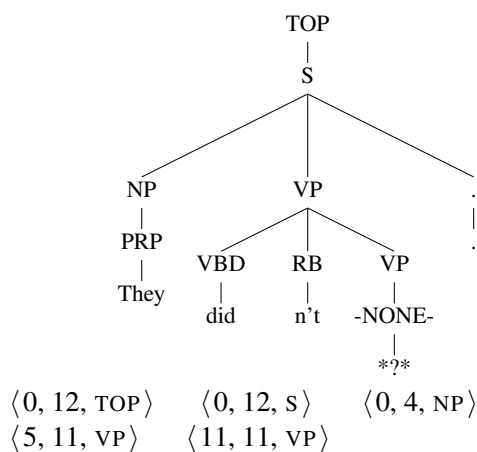 TOP
S
NP VP .
PRP VBD RB VP .
They did n't -NONE-
*?*
⟨0, 12, TOP⟩ ⟨0, 12, S⟩ ⟨0, 4, NP⟩
⟨5, 11, VP⟩ ⟨11, 11, VP⟩